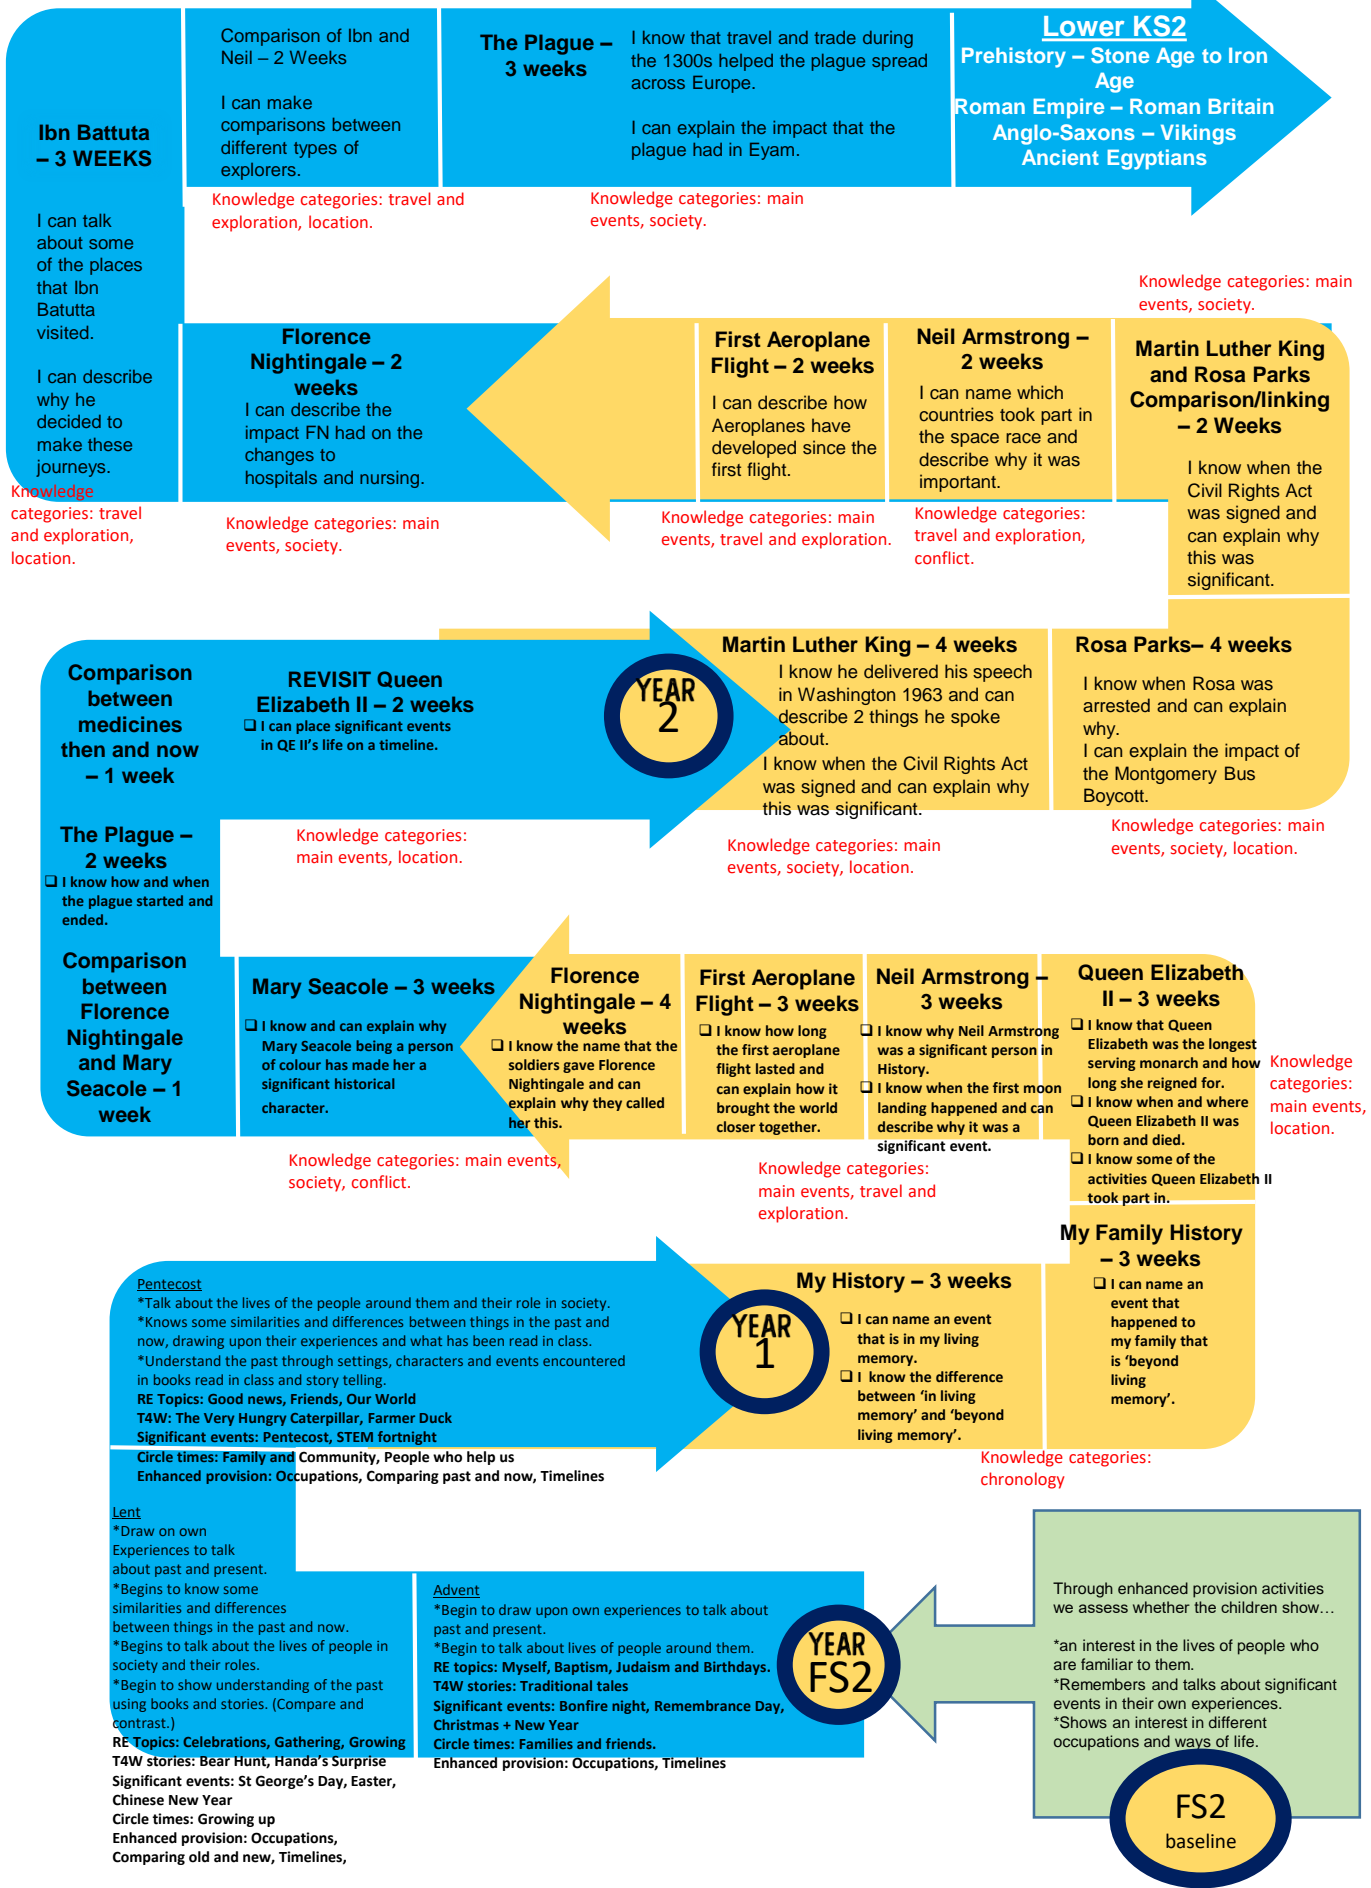 Comparison of Ibn and
Neil – 2 Weeks
I can make
comparisons between
different types of
explorers.
The Plague –
3 weeks
I know that travel and trade during
the 1300s helped the plague spread
across Europe.
I can explain the impact that the
plague had in Eyam.
Lower KS2
Prehistory – Stone Age to Iron
Age
Roman Empire – Roman Britain
Anglo-Saxons – Vikings
Ancient Egyptians
Ibn Battuta
– 3 WEEKS
Knowledge categories: travel and
exploration, location.
Knowledge categories: main
events, society.
I can talk
about some
of the places
that Ibn
Batutta
visited.
I can describe
why he
decided to
make these
journeys.
Knowledge
categories: travel
and exploration,
location.
Florence
Nightingale – 2
weeks
I can describe the
impact FN had on the
changes to
hospitals and nursing.
Knowledge categories: main
events, society.
First Aeroplane
Flight – 2 weeks
I can describe how
Aeroplanes have
developed since the
first flight.
Knowledge categories: main
events, travel and exploration.
Neil Armstrong –
2 weeks
I can name which
countries took part in
the space race and
describe why it was
important.
Knowledge categories:
travel and exploration,
conflict.
Knowledge categories: main
events, society.
Martin Luther King
and Rosa Parks
Comparison/linking
– 2 Weeks
I know when the
Civil Rights Act
was signed and
can explain why
this was
significant.
Comparison
between
medicines
then and now
– 1 week
REVISIT Queen
Elizabeth II – 2 weeks
❑ I can place significant events
in QE II's life on a timeline.
Knowledge categories:
main events, location.
YEAR
2
Martin Luther King – 4 weeks
I know he delivered his speech
in Washington 1963 and can
describe 2 things he spoke
about.
I know when the Civil Rights Act
was signed and can explain why
this was significant.
Knowledge categories: main
events, society, location.
Rosa Parks– 4 weeks
I know when Rosa was
arrested and can explain
why.
I can explain the impact of
the Montgomery Bus
Boycott.
Knowledge categories: main
events, society, location.
The Plague –
2 weeks
❑ I know how and when
the plague started and
ended.
Comparison
between
Florence
Nightingale
and Mary
Seacole – 1
week
Mary Seacole – 3 weeks
❑ I know and can explain why
Mary Seacole being a person
of colour has made her a
significant historical
character.
Knowledge categories: main events,
society, conflict.
Florence
Nightingale – 4
weeks
❑ I know the name that the
soldiers gave Florence
Nightingale and can
explain why they called
her this.
First Aeroplane
Flight – 3 weeks
❑ I know how long
the first aeroplane
flight lasted and
can explain how it
brought the world
closer together.
Knowledge categories:
main events, travel and
exploration.
Neil Armstrong –
3 weeks
❑ I know why Neil Armstrong
was a significant person in
History.
❑ I know when the first moon
landing happened and can
describe why it was a
significant event.
Queen Elizabeth
II – 3 weeks
❑ I know that Queen
Elizabeth was the longest
serving monarch and how
long she reigned for.
❑ I know when and where
Queen Elizabeth II was
born and died.
❑ I know some of the
activities Queen Elizabeth II
took part in.
Knowledge
categories:
main events,
location.
My Family History
– 3 weeks
❑ I can name an
event that
happened to
my family that
is ‘beyond
living
memory’.
Pentecost
*Talk about the lives of the people around them and their role in society.
*Knows some similarities and differences between things in the past and
now, drawing upon their experiences and what has been read in class.
*Understand the past through settings, characters and events encountered
in books read in class and story telling.
RE Topics: Good news, Friends, Our World
T4W: The Very Hungry Caterpillar, Farmer Duck
Significant events: Pentecost, STEM fortnight
Circle times: Family and Community, People who help us
Enhanced provision: Occupations, Comparing past and now, Timelines
YEAR
1
My History – 3 weeks
❑ I can name an event
that is in my living
memory.
❑ I know the difference
between ‘in living
memory’ and ‘beyond
living memory’.
Knowledge categories:
chronology
Lent
*Draw on own
Experiences to talk
about past and present.
*Begins to know some
similarities and differences
between things in the past and now.
*Begins to talk about the lives of people in
society and their roles.
*Begin to show understanding of the past
using books and stories. (Compare and
contrast.)
RE Topics: Celebrations, Gathering, Growing
T4W stories: Bear Hunt, Handa’s Surprise
Significant events: St George’s Day, Easter,
Chinese New Year
Circle times: Growing up
Enhanced provision: Occupations,
Comparing old and new, Timelines,
Advent
*Begin to draw upon own experiences to talk about
past and present.
*Begin to talk about lives of people around them.
RE topics: Myself, Baptism, Judaism and Birthdays.
T4W stories: Traditional tales
Significant events: Bonfire night, Remembrance Day,
Christmas + New Year
Circle times: Families and friends.
Enhanced provision: Occupations, Timelines
YEAR
FS2
Through enhanced provision activities
we assess whether the children show…
*an interest in the lives of people who
are familiar to them.
*Remembers and talks about significant
events in their own experiences.
*Shows an interest in different
occupations and ways of life.
FS2
baseline